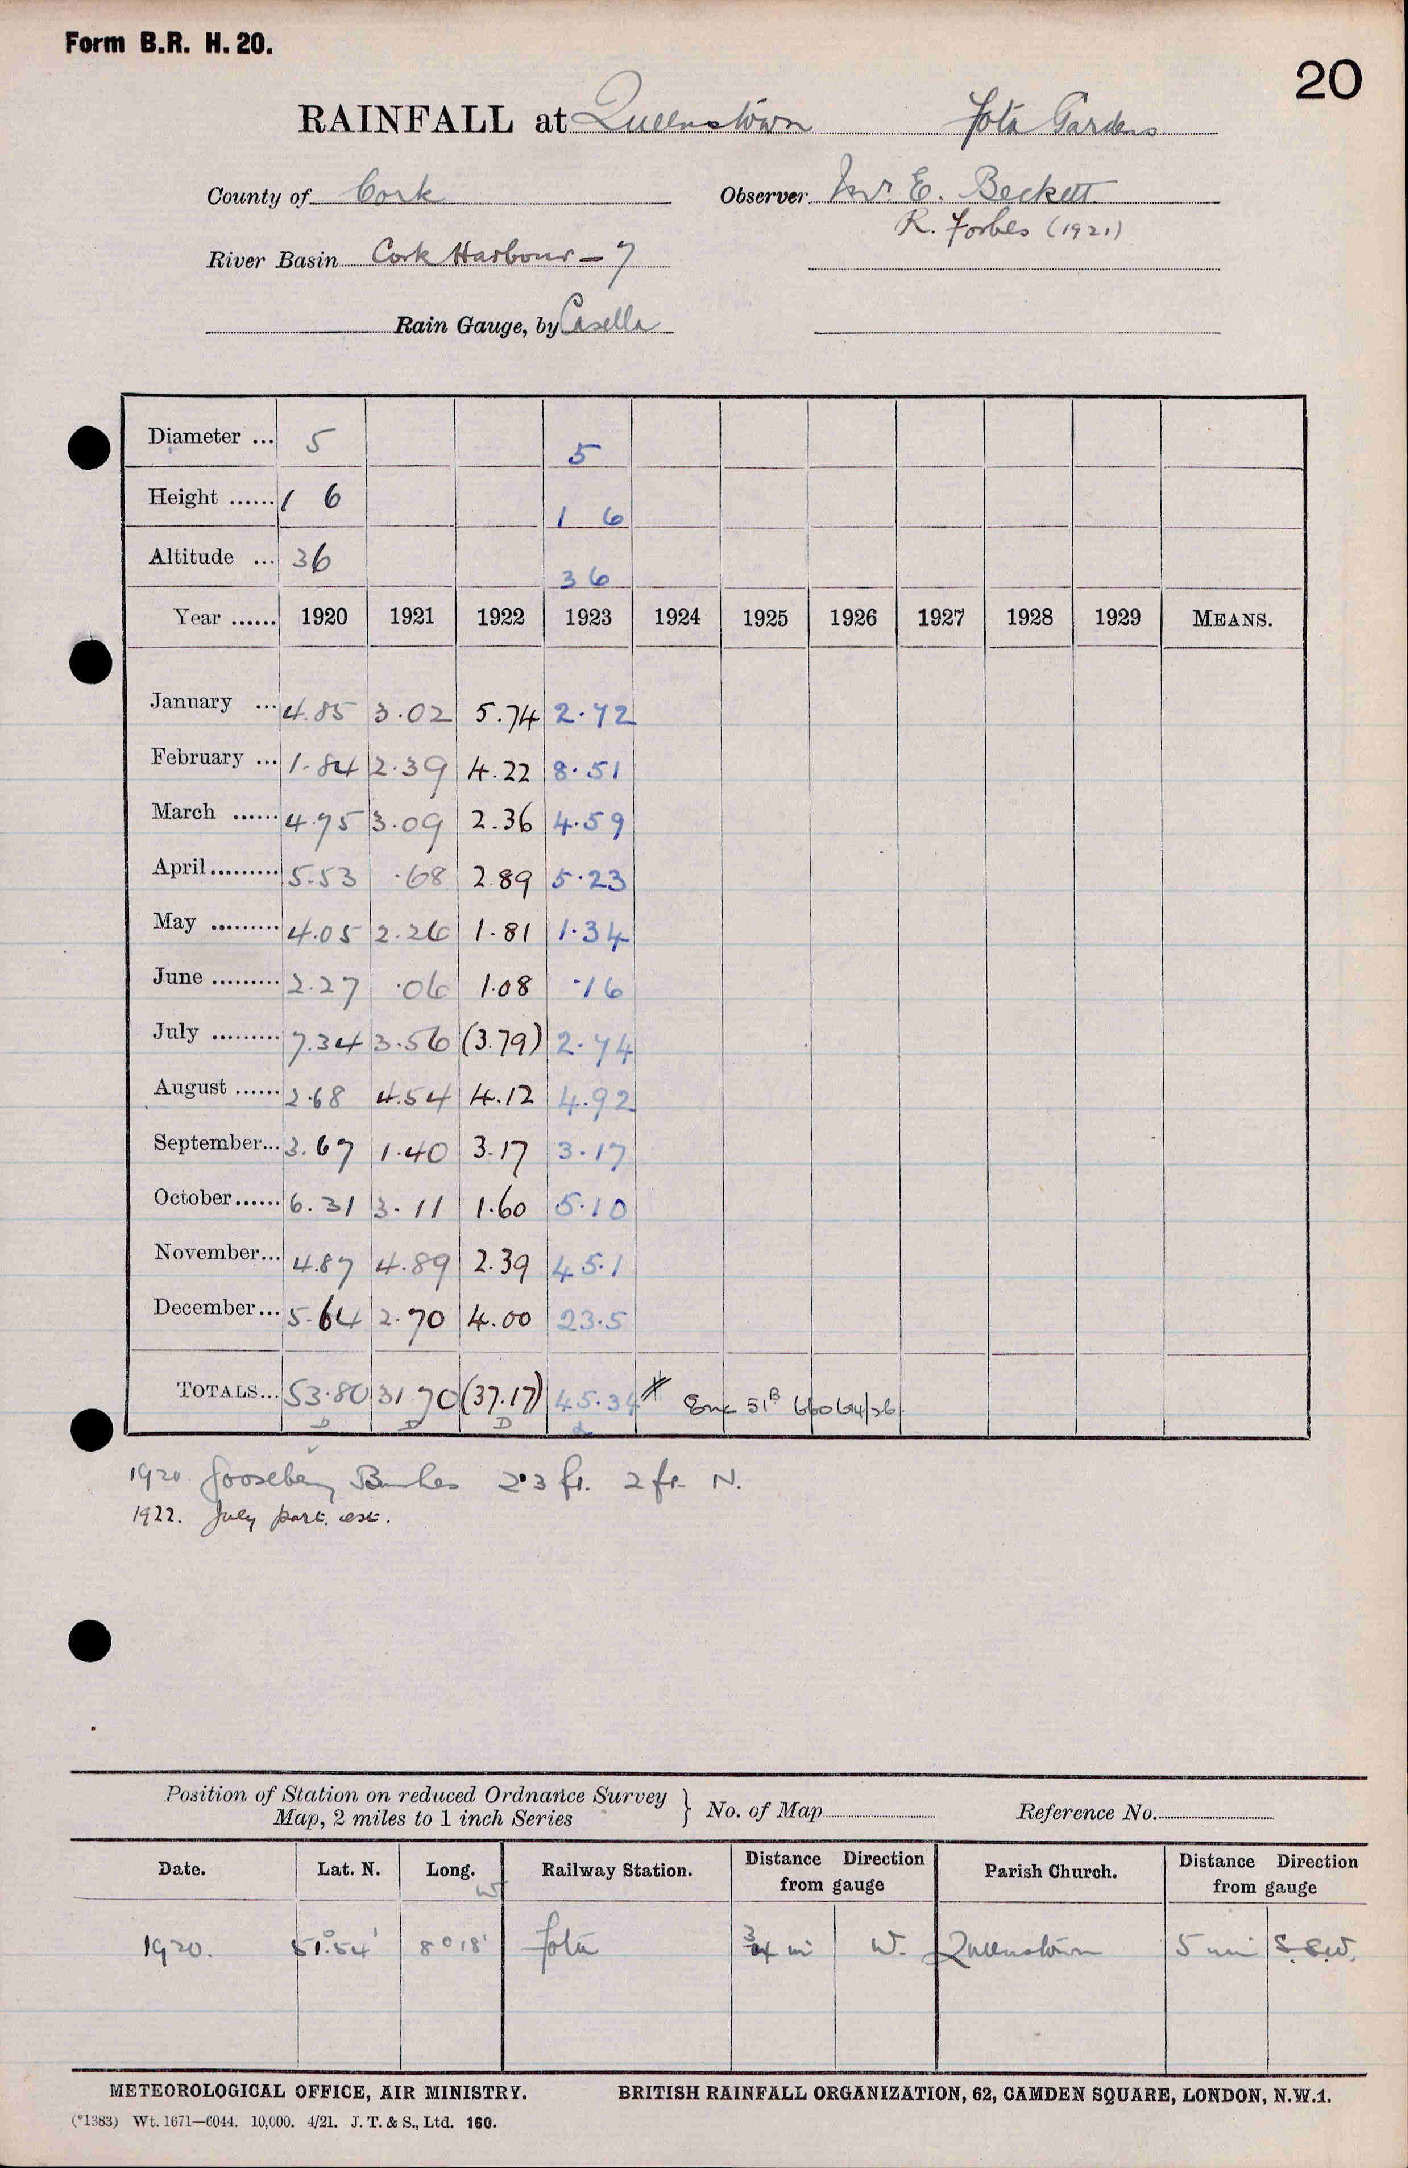 Form B.R. H. 20.
20
RAINFALL at Queenstown Fota Gardens
County of Cork Observer Mr. E. Beckett
R. Forbes (1921)
River Basin Cork Harbour - 7
Rain Gauge, by Casella
Diameter ... 5 5
Height ...... 1 6 1 6
Altitude ... 36 36
Year ...... 1920 1921 1922 1923 1924 1925 1926 1927 1928 1929 MEANS.
January ... 4.85 3.02 5.74 2.72
February ... 1.84 2.39 4.22 8.51
March ...... 4.75 3.09 2.36 4.59
April ......... 5.53 .68 2.89 5.23
May ......... 4.05 2.26 1.81 1.34
June ......... 2.27 .06 1.08 .16
July ......... 7.34 3.56 (3.79) 2.74
August ...... 2.68 4.54 4.12 4.92
September... 3.67 1.40 3.17 3.17
October...... 6.31 3.11 1.60 5.10
November... 4.87 4.89 2.39 45.1
December... 5.64 2.70 4.00 23.5
TOTALS... 53.80 31 70 (37.17) 45.34
D D D d
1920. Gooseberry Bushes 2.3 ft. 2 ft. N.
1922. July part. est.
Position of Station on reduced Ordnance Survey
Map, 2 miles to 1 inch Series } No. of Map Reference No.
Date. Lat. N. Long. W Railway Station. Distance Direction from gauge Parish Church. Distance Direction from gauge
1920. 51°54' 8°18' Fota 3/4 mi W. Queenstown 5 mi S.S.W.
METEOROLOGICAL OFFICE, AIR MINISTRY. BRITISH RAINFALL ORGANIZATION, 62, CAMDEN SQUARE, LONDON, N.W.1.
(*1383) Wt. 1671—6044. 10,000. 4/21. J. T. & S., Ltd. 160.